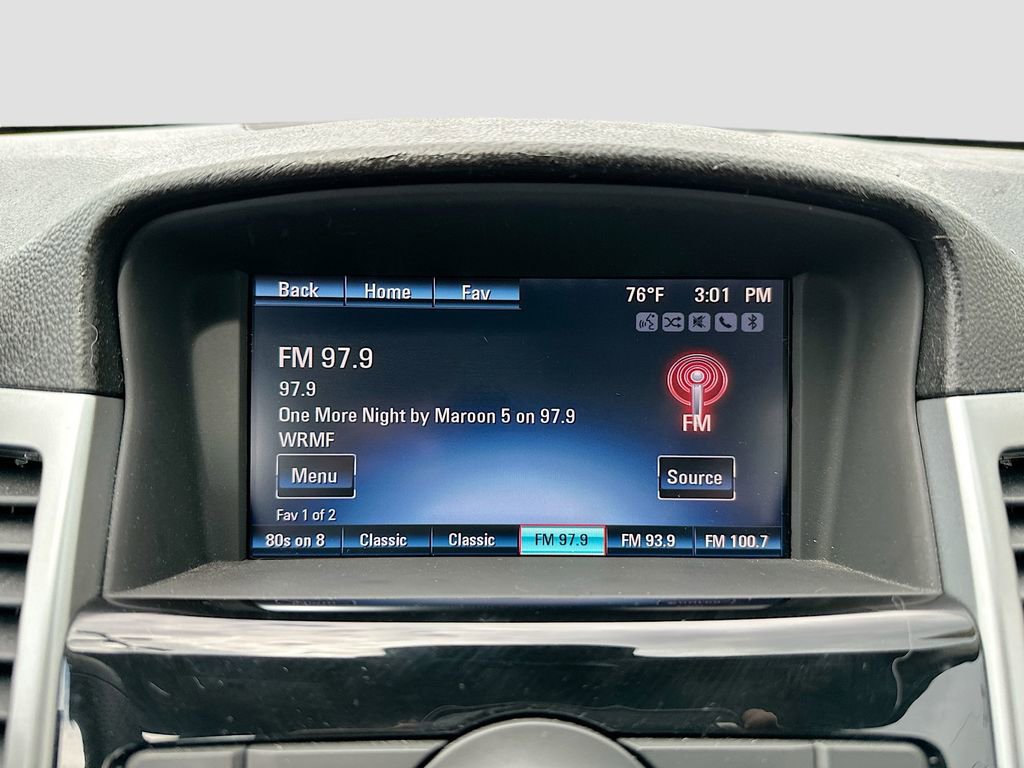 Back Home Fav 76°F 3:01 PM
FM 97.9
97.9
One More Night by Maroon 5 on 97.9
WRMF
FM
Menu
Source
Fav 1 of 2
80s on 8 Classic Classic FM 97.9 FM 93.9 FM 100.7